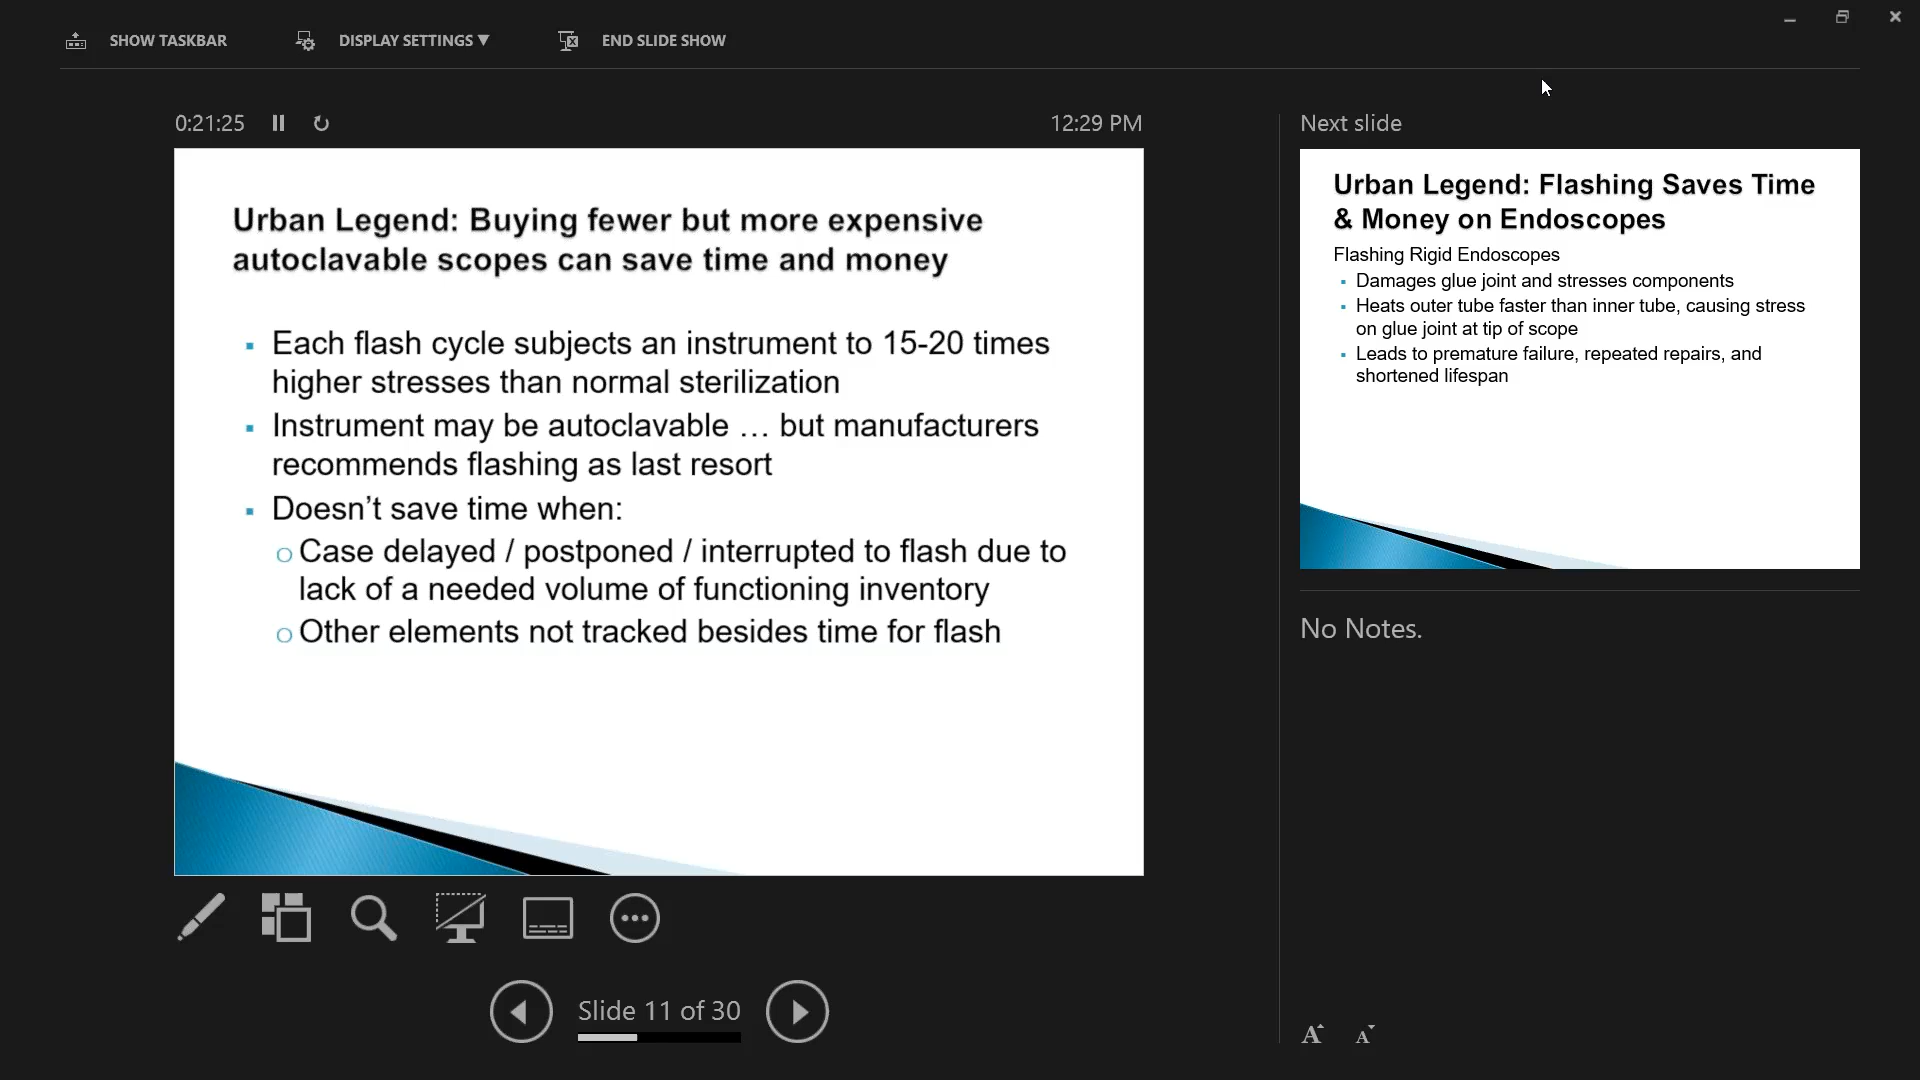 SHOW TASKBAR
DISPLAY SETTINGS ▼
END SLIDE SHOW
0:21:25
12:29 PM
Urban Legend: Buying fewer but more expensive
autoclavable scopes can save time and money
▪ Each flash cycle subjects an instrument to 15-20 times
higher stresses than normal sterilization
▪ Instrument may be autoclavable … but manufacturers
recommends flashing as last resort
▪ Doesn’t save time when:
o Case delayed / postponed / interrupted to flash due to
lack of a needed volume of functioning inventory
o Other elements not tracked besides time for flash
Slide 11 of 30
Next slide
Urban Legend: Flashing Saves Time
& Money on Endoscopes
Flashing Rigid Endoscopes
▪ Damages glue joint and stresses components
▪ Heats outer tube faster than inner tube, causing stress
on glue joint at tip of scope
▪ Leads to premature failure, repeated repairs, and
shortened lifespan
No Notes.
A A